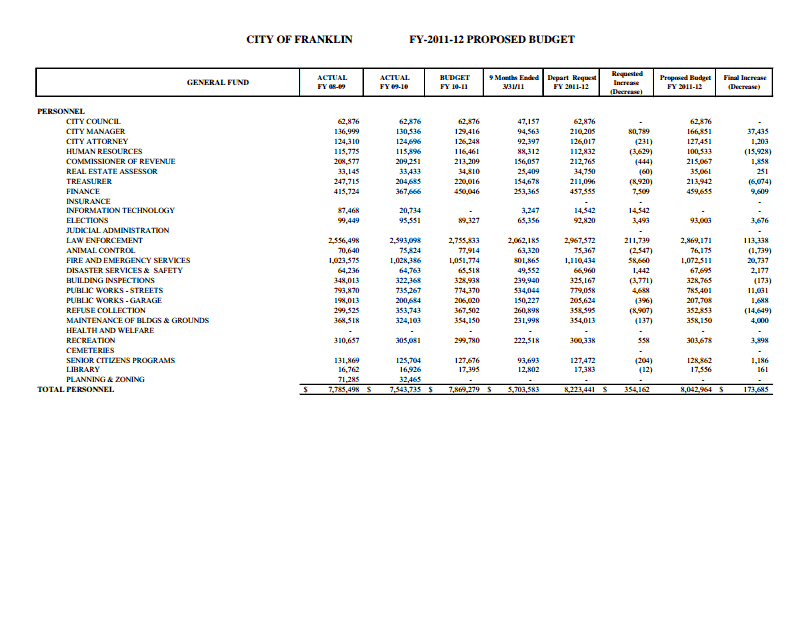 CITY OF FRANKLIN FY-2011-12 PROPOSED BUDGET
GENERAL FUND ACTUAL FY 08-09 ACTUAL FY 09-10 BUDGET FY 10-11 9 Months Ended 3/31/11 Depart Request FY 2011-12 Requested Increase (Decrease) Proposed Budget FY 2011-12 Final Increase (Decrease)
PERSONNEL
CITY COUNCIL 62,876 62,876 62,876 47,157 62,876 - 62,876 -
CITY MANAGER 136,999 130,536 129,416 94,563 210,205 80,789 166,851 37,435
CITY ATTORNEY 124,310 124,696 126,248 92,397 126,017 (231) 127,451 1,203
HUMAN RESOURCES 115,775 115,896 116,461 88,312 112,832 (3,629) 100,533 (15,928)
COMMISSIONER OF REVENUE 208,577 209,251 213,209 156,057 212,765 (444) 215,067 1,858
REAL ESTATE ASSESSOR 33,145 33,433 34,810 25,409 34,750 (60) 35,061 251
TREASURER 247,715 204,685 220,016 154,678 211,096 (8,920) 213,942 (6,074)
FINANCE 415,724 367,666 450,046 253,365 457,555 7,509 459,655 9,609
INSURANCE - - - -
INFORMATION TECHNOLOGY 87,468 20,734 - 3,247 14,542 14,542 - -
ELECTIONS 99,449 95,551 89,327 65,356 92,820 3,493 93,003 3,676
JUDICIAL ADMINISTRATION - -
LAW ENFORCEMENT 2,556,498 2,593,098 2,755,833 2,062,185 2,967,572 211,739 2,869,171 113,338
ANIMAL CONTROL 70,640 75,824 77,914 63,320 75,367 (2,547) 76,175 (1,739)
FIRE AND EMERGENCY SERVICES 1,023,575 1,028,386 1,051,774 801,865 1,110,434 58,660 1,072,511 20,737
DISASTER SERVICES & SAFETY 64,236 64,763 65,518 49,552 66,960 1,442 67,695 2,177
BUILDING INSPECTIONS 348,013 322,368 328,938 239,940 325,167 (3,771) 328,765 (173)
PUBLIC WORKS - STREETS 793,870 735,267 774,370 534,044 779,058 4,688 785,401 11,031
PUBLIC WORKS - GARAGE 198,013 200,684 206,020 150,227 205,624 (396) 207,708 1,688
REFUSE COLLECTION 299,525 353,743 367,502 260,898 358,595 (8,907) 352,853 (14,649)
MAINTENANCE OF BLDGS & GROUNDS 368,518 324,103 354,150 231,998 354,013 (137) 358,150 4,000
HEALTH AND WELFARE - - - - - - - -
RECREATION 310,657 305,081 299,780 222,518 300,338 558 303,678 3,898
CEMETERIES - -
SENIOR CITIZENS PROGRAMS 131,869 125,704 127,676 93,693 127,472 (204) 128,862 1,186
LIBRARY 16,762 16,926 17,395 12,802 17,383 (12) 17,556 161
PLANNING & ZONING 71,285 32,465 - - - - - -
TOTAL PERSONNEL $ 7,785,498 $ 7,543,735 $ 7,869,279 $ 5,703,583 8,223,441 $ 354,162 8,042,964 $ 173,685